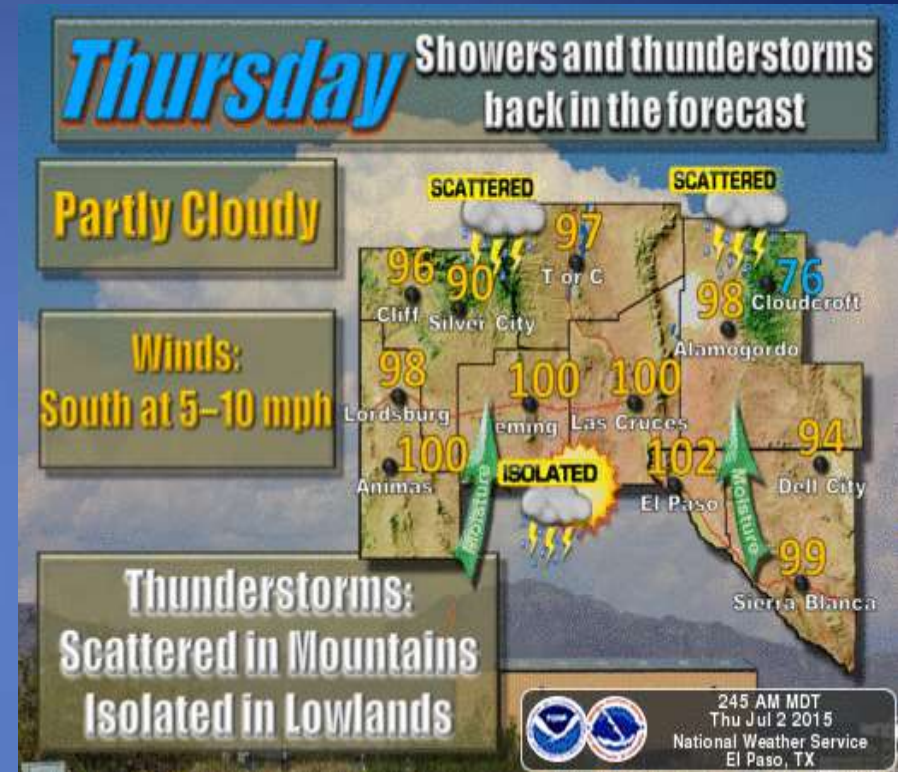 Thursday
Showers and thunderstorms
back in the forecast
Partly Cloudy
SCATTERED
SCATTERED
97
T or C
96
Cliff
90
Silver City
76
Cloudcroft
98
Alamogordo
Winds:
South at 5–10 mph
98
Lordsburg
100
eming
100
Las Cruces
100
Animas
Moisture
ISOLATED
102
El Paso
Moisture
94
Dell City
99
Sierra Blanca
Thunderstorms:
Scattered in Mountains
Isolated in Lowlands
245 AM MDT
Thu Jul 2 2015
National Weather Service
El Paso, TX